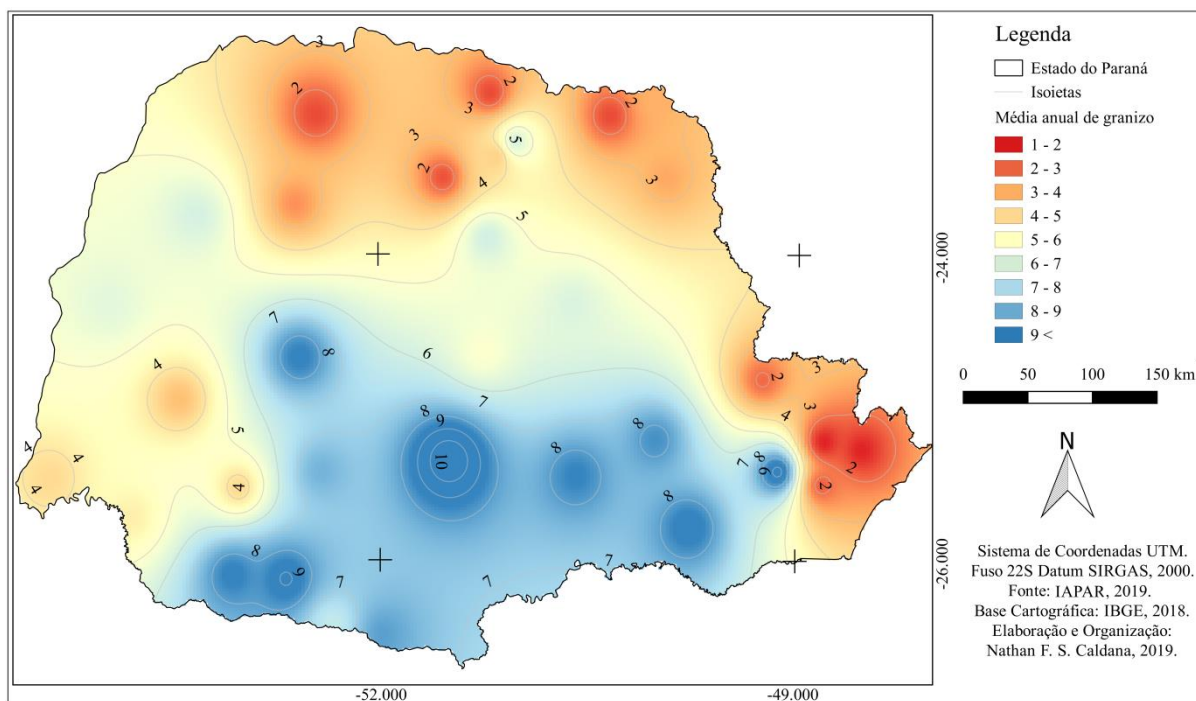 3
2
2
2
3
3
5
2
4
3
5
7
8
6
4
7
8
9
10
8
5
4
4
4
4
8
8
7
8
9
8
9
7
7
7
2
3
3
4
2
2
-24.000
-26.000
-52.000
-49.000
Legenda
Estado do Paraná
Isoietas
Média anual de granizo
1 - 2
2 - 3
3 - 4
4 - 5
5 - 6
6 - 7
7 - 8
8 - 9
9 <
0 50 100 150 km
N
Sistema de Coordenadas UTM.
Fuso 22S Datum SIRGAS, 2000.
Fonte: IAPAR, 2019.
Base Cartográfica: IBGE, 2018.
Elaboração e Organização:
Nathan F. S. Caldana, 2019.